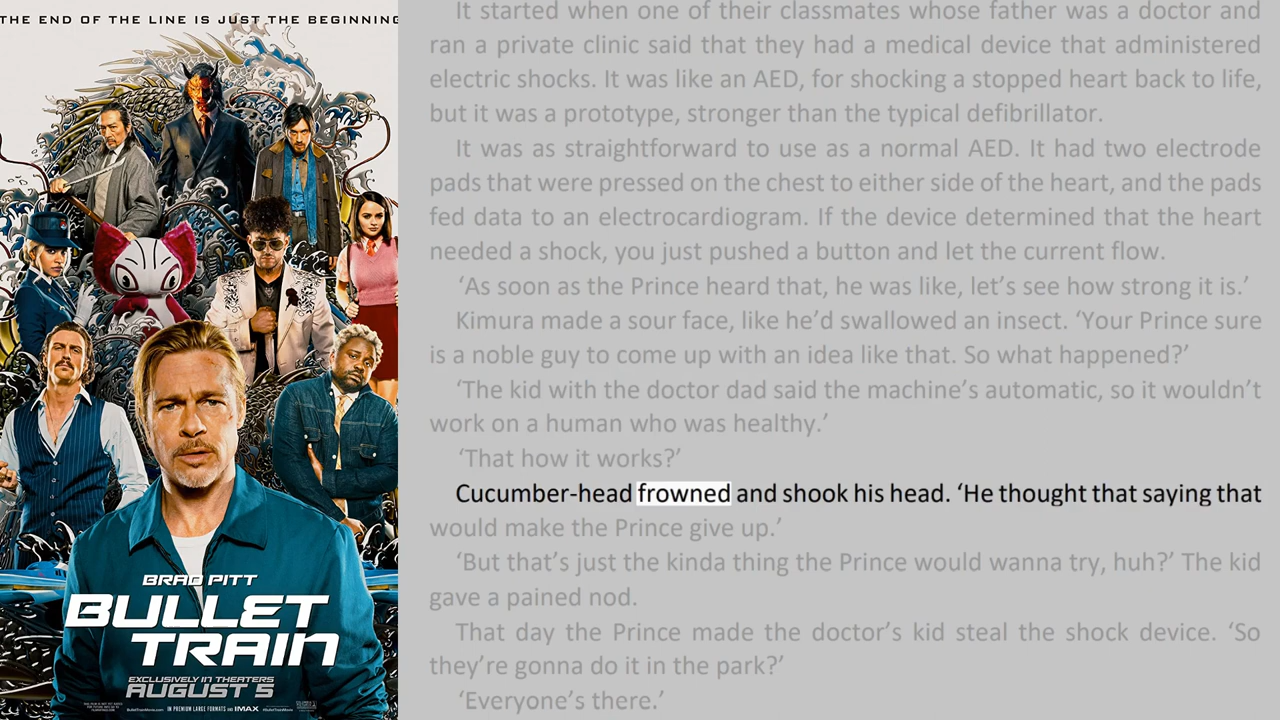 THE END OF THE LINE IS JUST THE BEGINNING
BRAD PITT
BULLET
TRAIN
EXCLUSIVELY IN THEATERS
AUGUST 5
IN PREMIUM LARGE FORMATS AND IMAX
It started when one of their classmates whose father was a doctor and
ran a private clinic said that they had a medical device that administered
electric shocks. It was like an AED, for shocking a stopped heart back to life,
but it was a prototype, stronger than the typical defibrillator.
It was as straightforward to use as a normal AED. It had two electrode
pads that were pressed on the chest to either side of the heart, and the pads
fed data to an electrocardiogram. If the device determined that the heart
needed a shock, you just pushed a button and let the current flow.
‘As soon as the Prince heard that, he was like, let’s see how strong it is.’
Kimura made a sour face, like he’d swallowed an insect. ‘Your Prince sure
is a noble guy to come up with an idea like that. So what happened?’
‘The kid with the doctor dad said the machine’s automatic, so it wouldn’t
work on a human who was healthy.’
‘That how it works?’
Cucumber-head frowned and shook his head. ‘He thought that saying that
would make the Prince give up.’
‘But that’s just the kinda thing the Prince would wanna try, huh?’ The kid
gave a pained nod.
That day the Prince made the doctor’s kid steal the shock device. ‘So
they’re gonna do it in the park?’
‘Everyone’s there.’